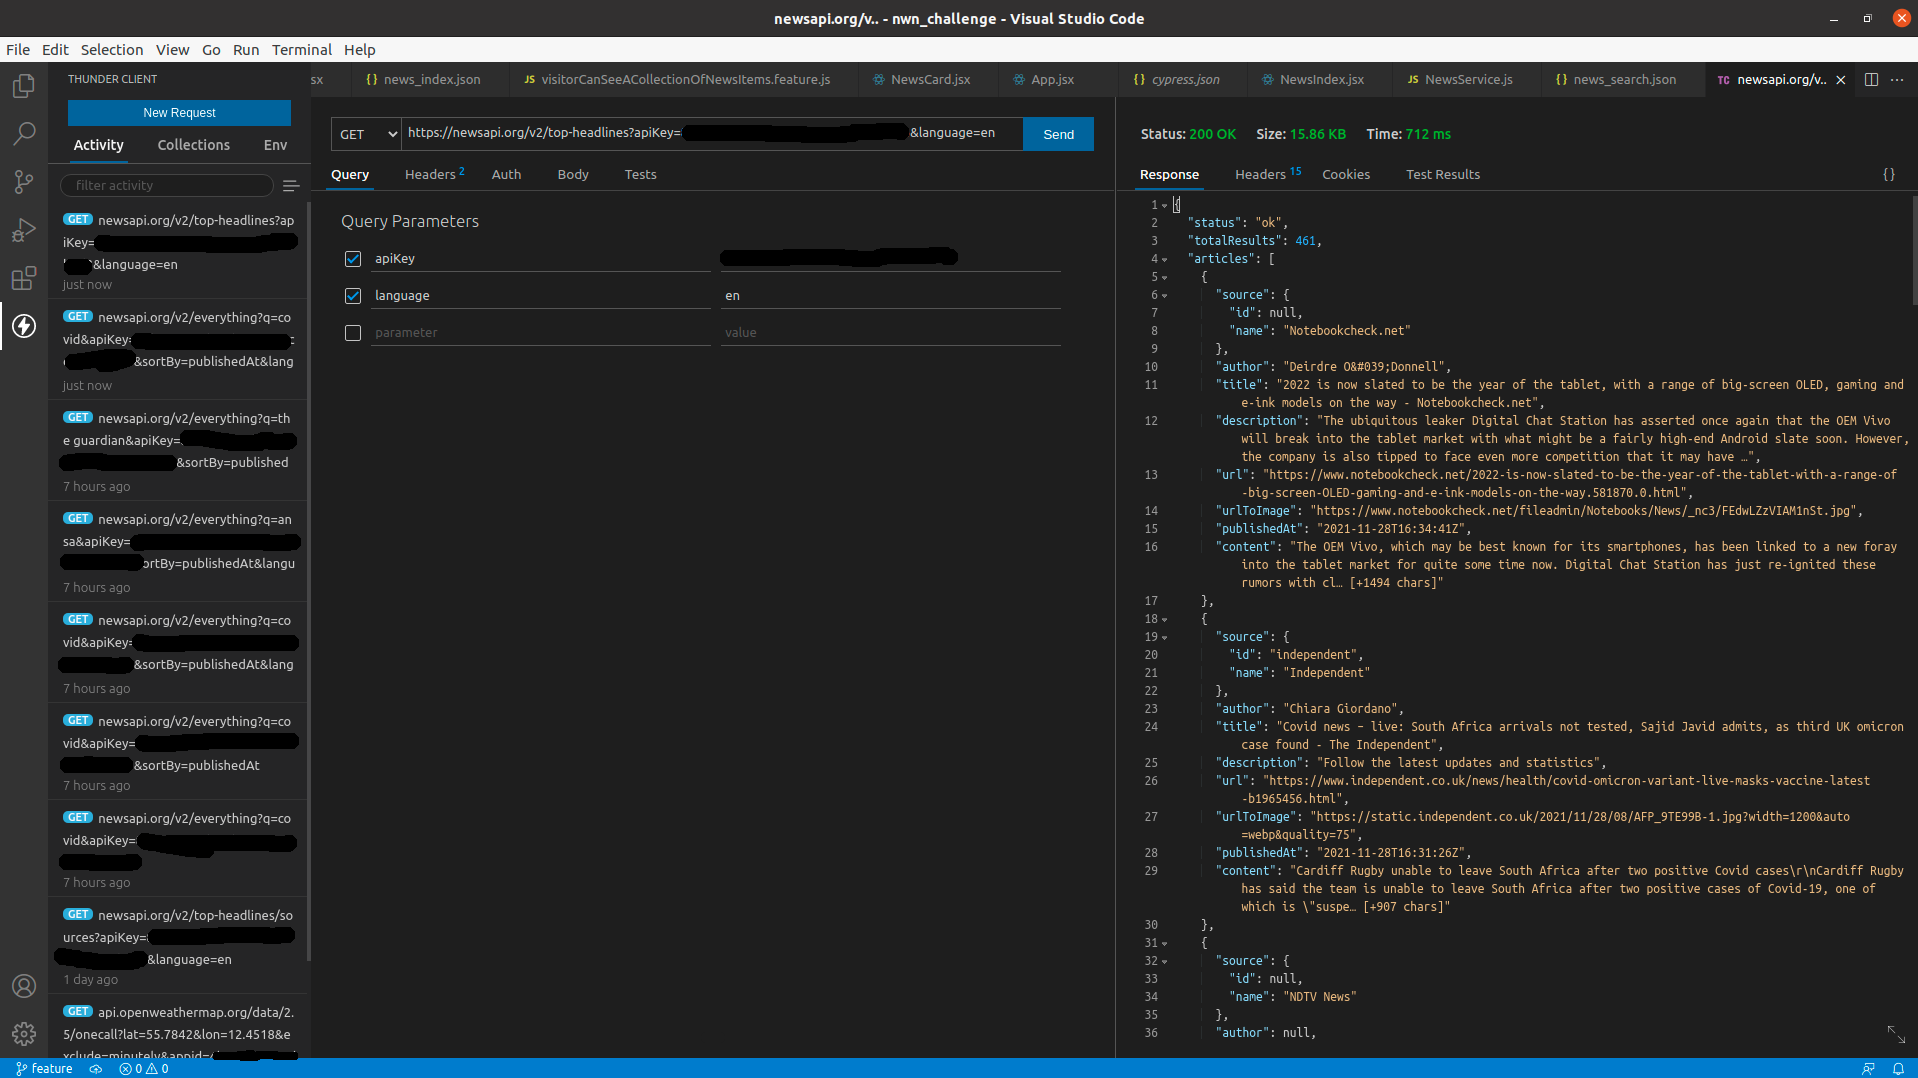 newsapi.org/v.. - nwn_challenge - Visual Studio Code
File Edit Selection View Go Run Terminal Help
THUNDER CLIENT
New Request
Activity Collections Env
filter activity
GET newsapi.org/v2/top-headlines?ap
iKey=
&language=en
just now
GET newsapi.org/v2/everything?q=co
vid&apiKey=
&sortBy=publishedAt&lang
just now
GET newsapi.org/v2/everything?q=th
e guardian&apiKey=
&sortBy=published
7 hours ago
GET newsapi.org/v2/everything?q=an
sa&apiKey=
ortBy=publishedAt&langu
7 hours ago
GET newsapi.org/v2/everything?q=co
vid&apiKey=
&sortBy=publishedAt&lang
7 hours ago
GET newsapi.org/v2/everything?q=co
vid&apiKey=
&sortBy=publishedAt
7 hours ago
GET newsapi.org/v2/everything?q=co
vid&apiKey=
7 hours ago
GET newsapi.org/v2/top-headlines/so
urces?apiKey=
&language=en
1 day ago
GET api.openweathermap.org/data/2.
5/onecall?lat=55.7842&lon=12.4518&e
xclude=minutely&appid=
sx {} news_index.json JS visitorCanSeeACollectionOfNewsItems.feature.js NewsCard.jsx App.jsx {} cypress.json NewsIndex.jsx JS NewsService.js {} news_search.json TC newsapi.org/v..
GET https://newsapi.org/v2/top-headlines?apiKey= &language=en Send
Query Headers 2 Auth Body Tests
Query Parameters
apiKey
language en
parameter value
Status: 200 OK Size: 15.86 KB Time: 712 ms
Response Headers 15 Cookies Test Results {}
1 {
2 "status": "ok",
3 "totalResults": 461,
4 "articles": [
5 {
6 "source": {
7 "id": null,
8 "name": "Notebookcheck.net"
9 },
10 "author": "Deirdre O&#039;Donnell",
11 "title": "2022 is now slated to be the year of the tablet, with a range of big-screen OLED, gaming and
e-ink models on the way - Notebookcheck.net",
12 "description": "The ubiquitous leaker Digital Chat Station has asserted once again that the OEM Vivo
will break into the tablet market with what might be a fairly high-end Android slate soon. However,
the company is also tipped to face even more competition that it may have …",
13 "url": "https://www.notebookcheck.net/2022-is-now-slated-to-be-the-year-of-the-tablet-with-a-range-of
-big-screen-OLED-gaming-and-e-ink-models-on-the-way.581870.0.html",
14 "urlToImage": "https://www.notebookcheck.net/fileadmin/Notebooks/News/_nc3/FEdwLZzVIAM1nSt.jpg",
15 "publishedAt": "2021-11-28T16:34:41Z",
16 "content": "The OEM Vivo, which may be best known for its smartphones, has been linked to a new foray
into the tablet market for quite some time now. Digital Chat Station has just re-ignited these
rumors with cl… [+1494 chars]"
17 },
18 {
19 "source": {
20 "id": "independent",
21 "name": "Independent"
22 },
23 "author": "Chiara Giordano",
24 "title": "Covid news – live: South Africa arrivals not tested, Sajid Javid admits, as third UK omicron
case found - The Independent",
25 "description": "Follow the latest updates and statistics",
26 "url": "https://www.independent.co.uk/news/health/covid-omicron-variant-live-masks-vaccine-latest
-b1965456.html",
27 "urlToImage": "https://static.independent.co.uk/2021/11/28/08/AFP_9TE99B-1.jpg?width=1200&auto
=webp&quality=75",
28 "publishedAt": "2021-11-28T16:31:26Z",
29 "content": "Cardiff Rugby unable to leave South Africa after two positive Covid cases\r\nCardiff Rugby
has said the team is unable to leave South Africa after two positive cases of Covid-19, one of
which is \"suspe… [+907 chars]"
30 },
31 {
32 "source": {
33 "id": null,
34 "name": "NDTV News"
35 },
36 "author": null,
feature 0 0